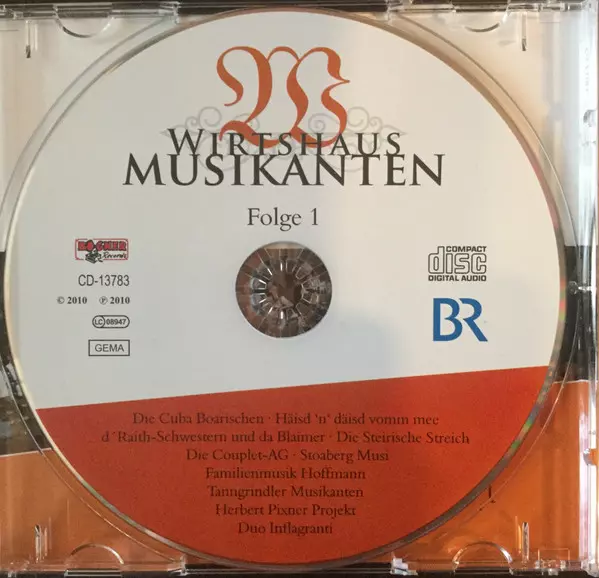 W
WIRTSHAUS
MUSIKANTEN
Folge 1
BOGNER
Records
CD-13783
© 2010 ℗ 2010
LC 08947
GEMA
COMPACT
disc
DIGITAL AUDIO
BR
Die Cuba Boarischen · Häisd 'n' däisd vomm mee
d´Raith-Schwestern und da Blaimer · Die Steirische Streich
Die Couplet-AG · Stoaberg Musi
Familienmusik Hoffmann
Tanngrindler Musikanten
Herbert Pixner Projekt
Duo Inflagranti